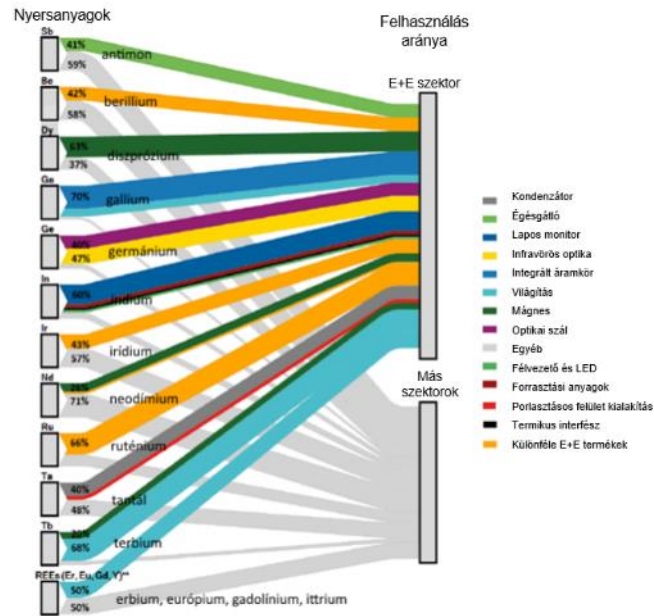 Nyersanyagok
Felhasználás
aránya
E+E szektor
Sb
41%
59%
antimon
Be
42%
58%
berillium
Dy
63%
37%
diszprózium
Ga
70%
gallium
Ge
40%
47%
germánium
In
60%
indium
Ir
43%
57%
iridium
Nd
26%
71%
neodímium
Ru
66%
ruténium
Ta
40%
48%
tantál
Tb
20%
68%
terbium
REEs(Er, Eu, Gd, Y)**
50%
50%
erbium, európium, gadolínium, ittrium
Más
szektorok
Kondenzátor
Égésgátló
Lapos monitor
Infravörös optika
Integrált áramkör
Világítás
Mágnes
Optikai szál
Egyéb
Félvezető és LED
Forrasztási anyagok
Porlasztásos felület kialakítás
Termikus interfész
Különféle E+E termékek